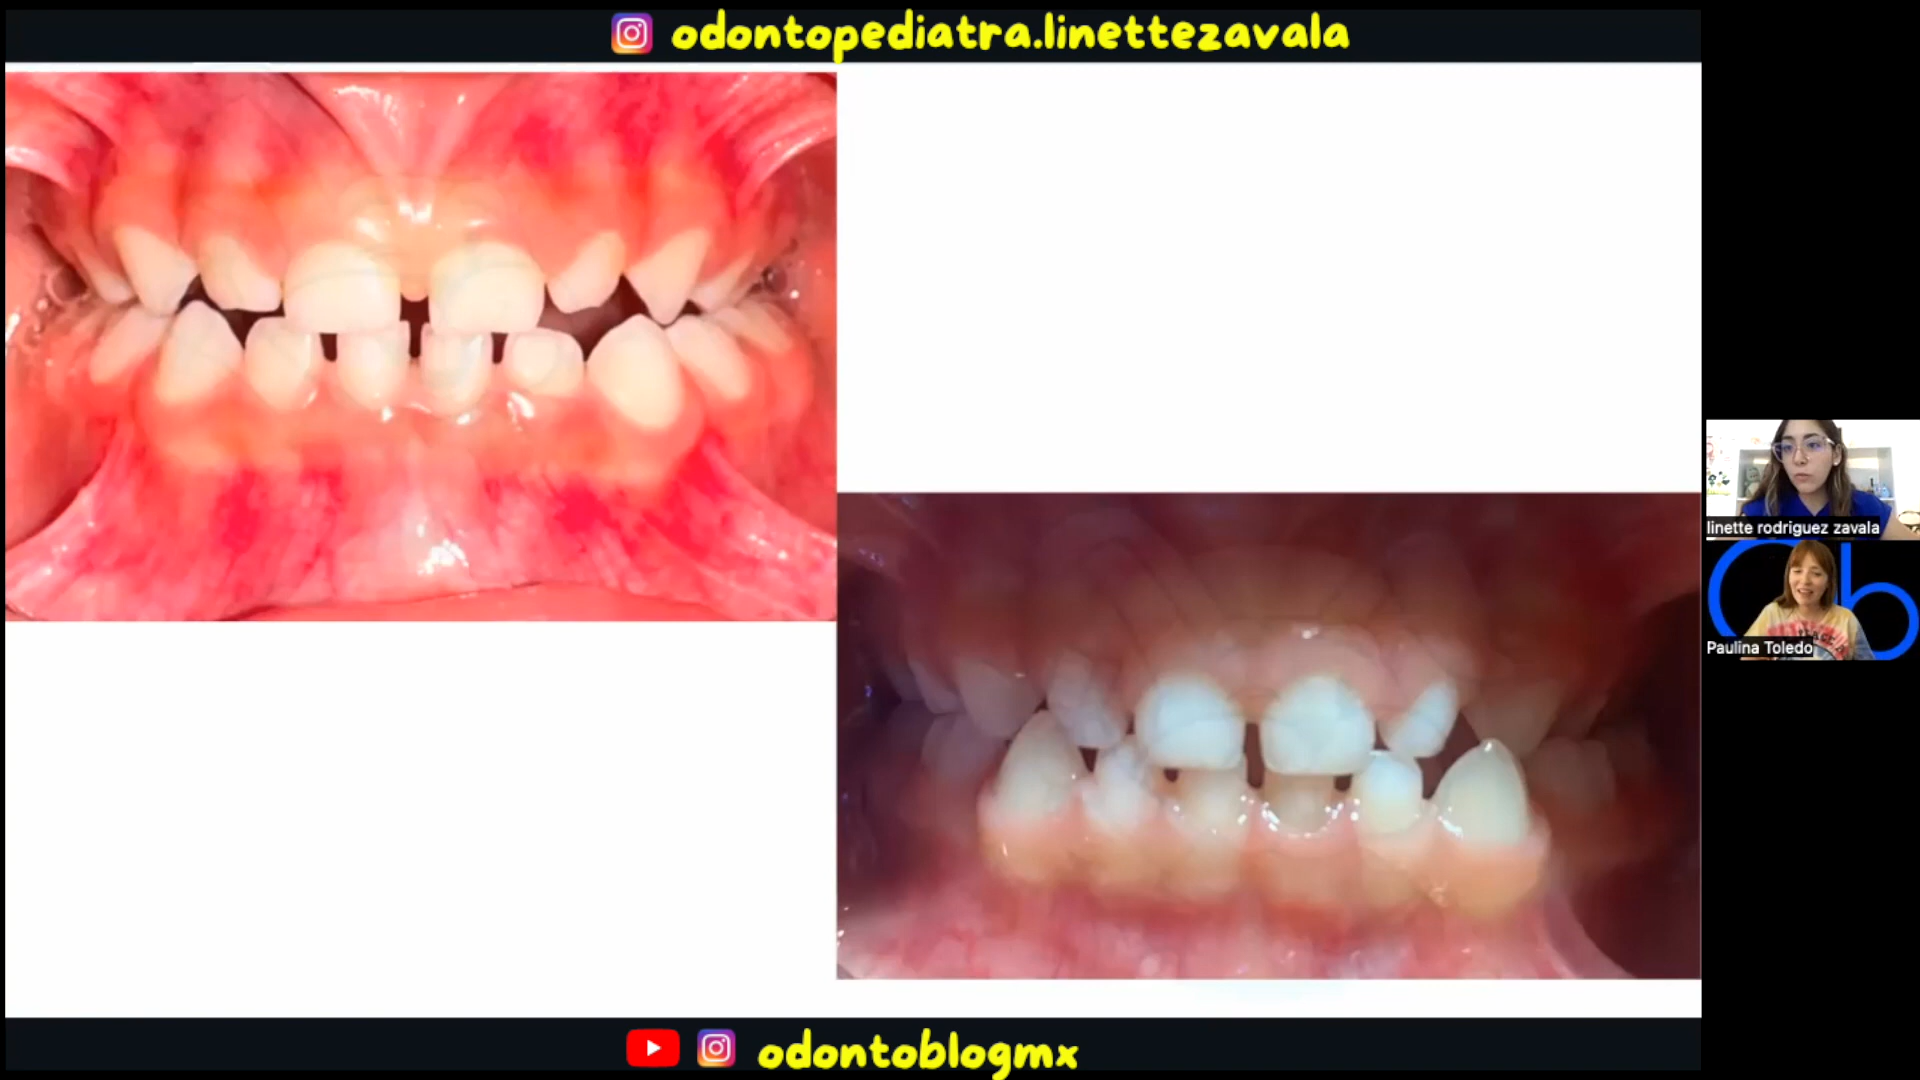 odontopediatra.linettezavala
linette rodriguez zavala
Paulina Toledo
odontoblogmx